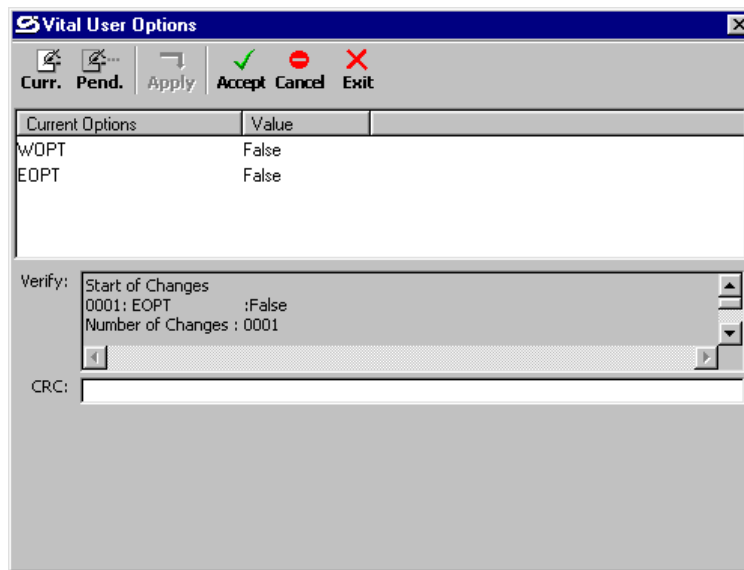 Vital User Options
Curr. Pend. Apply Accept Cancel Exit
Current Options Value
WOPT False
EOPT False
Verify: Start of Changes
0001: EOPT :False
Number of Changes : 0001
CRC: